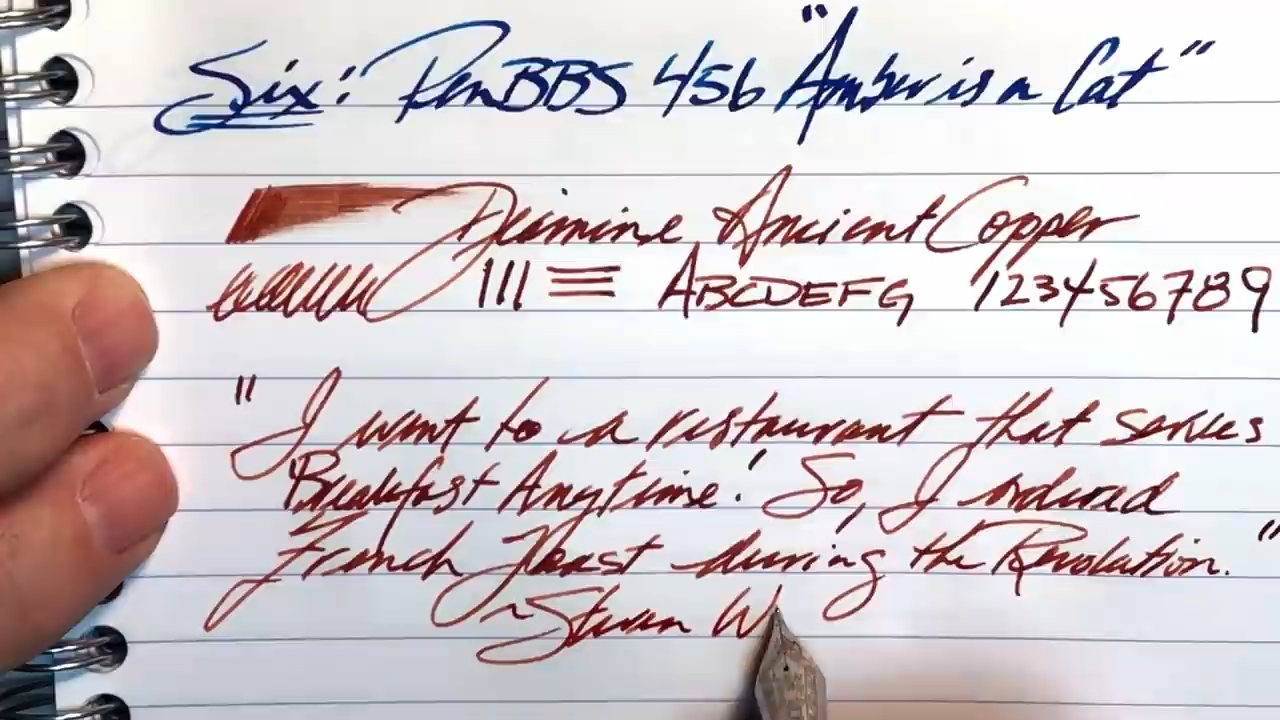 Six: PenBBS 456 "Amber is a Cat"
Diamine Ancient Copper
ABCDEFG 123456789
"I went to a restaurant that serves
'Breakfast Anytime.' So, I ordered
French Toast during the Revolution."
~Steven W